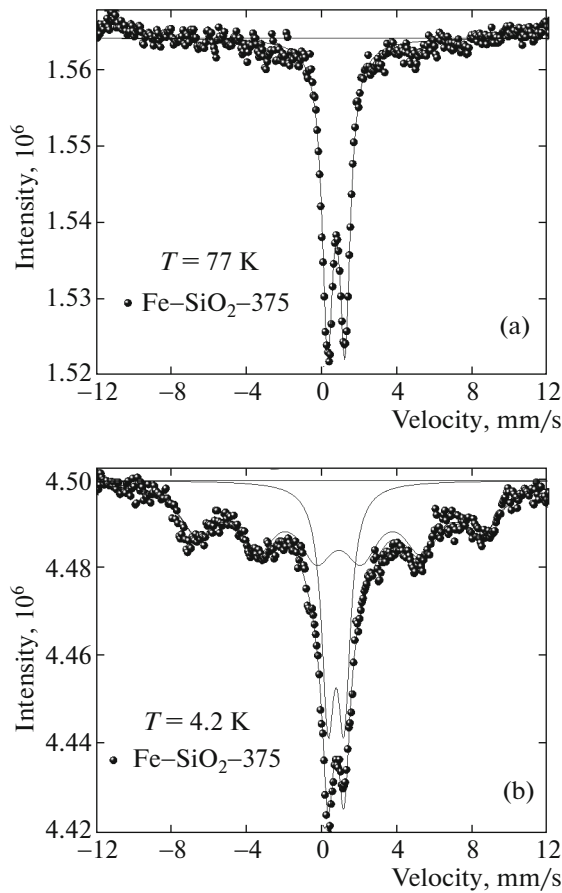 1.56
1.55
1.54
1.53
1.52
Intensity, 10^6
T = 77 K
Fe–SiO2–375
(a)
−12 −8 −4 0 4 8 12
Velocity, mm/s
4.50
4.48
4.46
4.44
4.42
Intensity, 10^6
T = 4.2 K
Fe–SiO2–375
(b)
−12 −8 −4 0 4 8 12
Velocity, mm/s